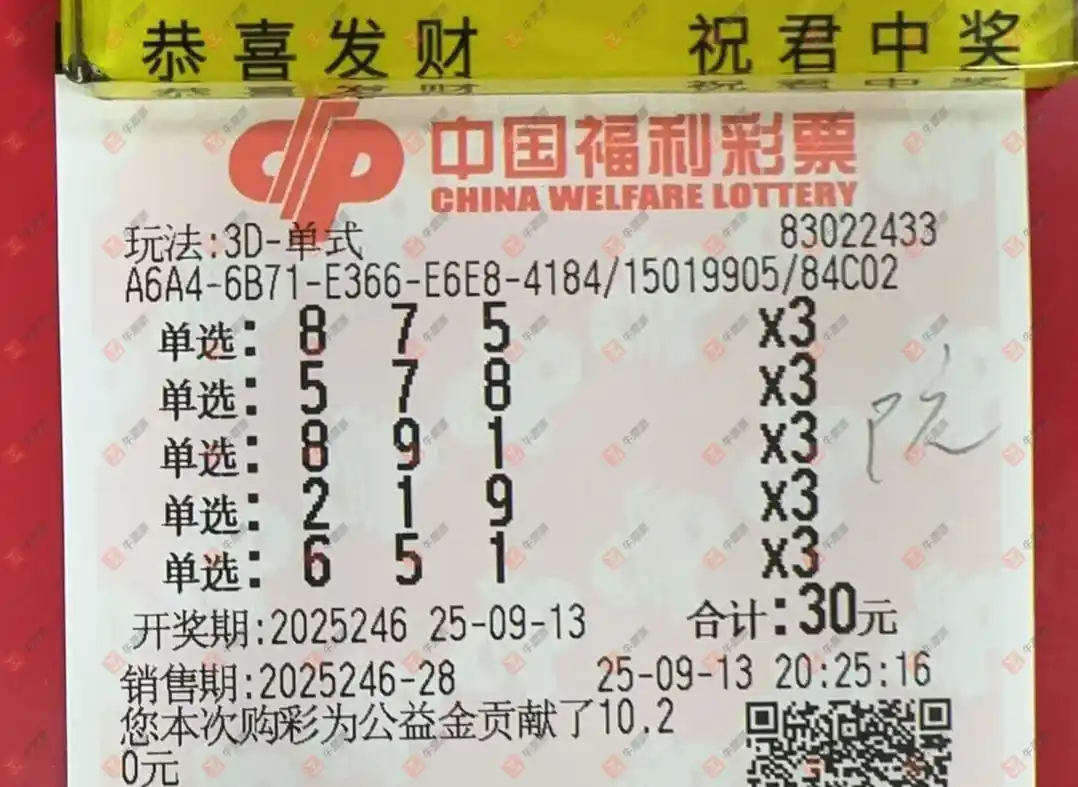 恭喜发财 祝君中奖
中国福利彩票
CHINA WELFARE LOTTERY
玩法:3D-单式 83022433
A6A4-6B71-E366-E6E8-4184/15019905/84C02
单选: 8 7 5 x3
单选: 5 7 8 x3
单选: 8 9 1 x3
单选: 2 1 9 x3
单选: 6 5 1 x3
开奖期:2025246 25-09-13 合计:30元
销售期:2025246-28 25-09-13 20:25:16
您本次购彩为公益金贡献了10.2
0元